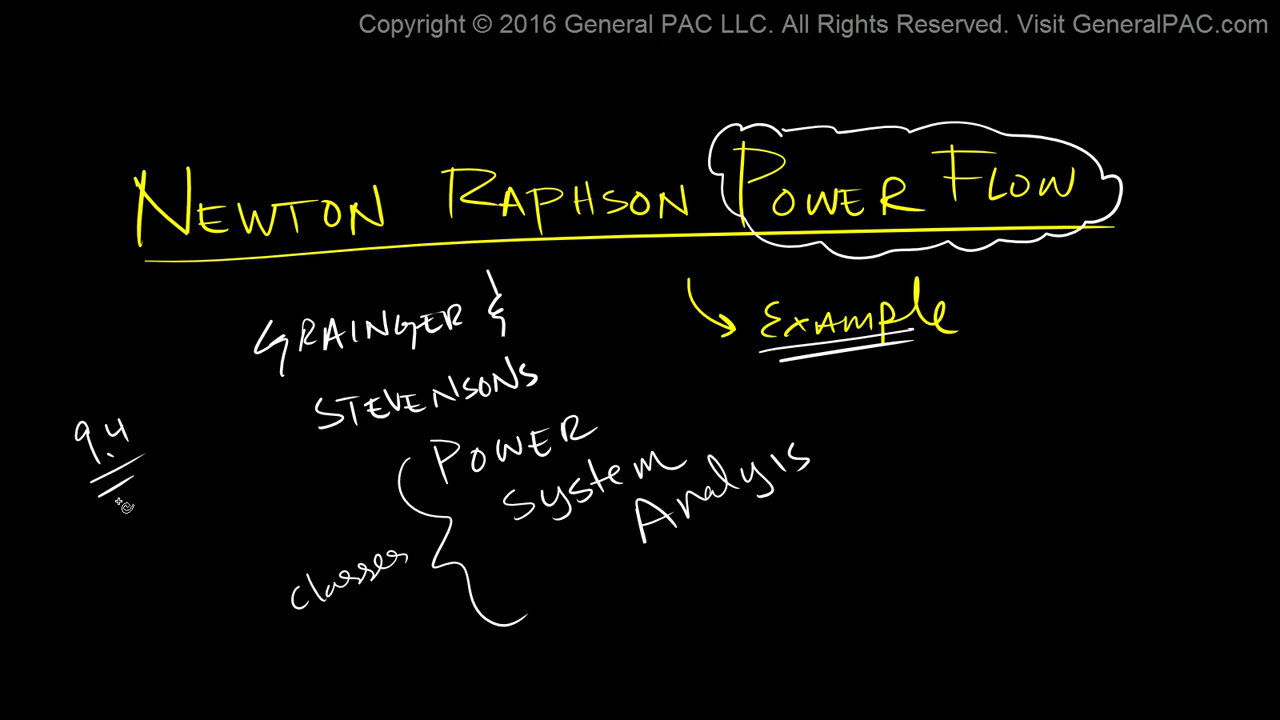 Copyright © 2016 General PAC LLC. All Rights Reserved. Visit GeneralPAC.com
NEWTON RAPHSON POWER FLOW
Example
GRAINGER &
STEVENSONS
9.4
POWER
System
Analysis
classes